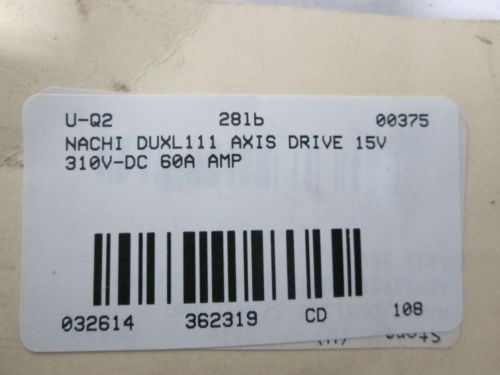 U-Q2 281b 00375
NACHI DUXL111 AXIS DRIVE 15V
310V-DC 60A AMP
032614 362319 CD 108